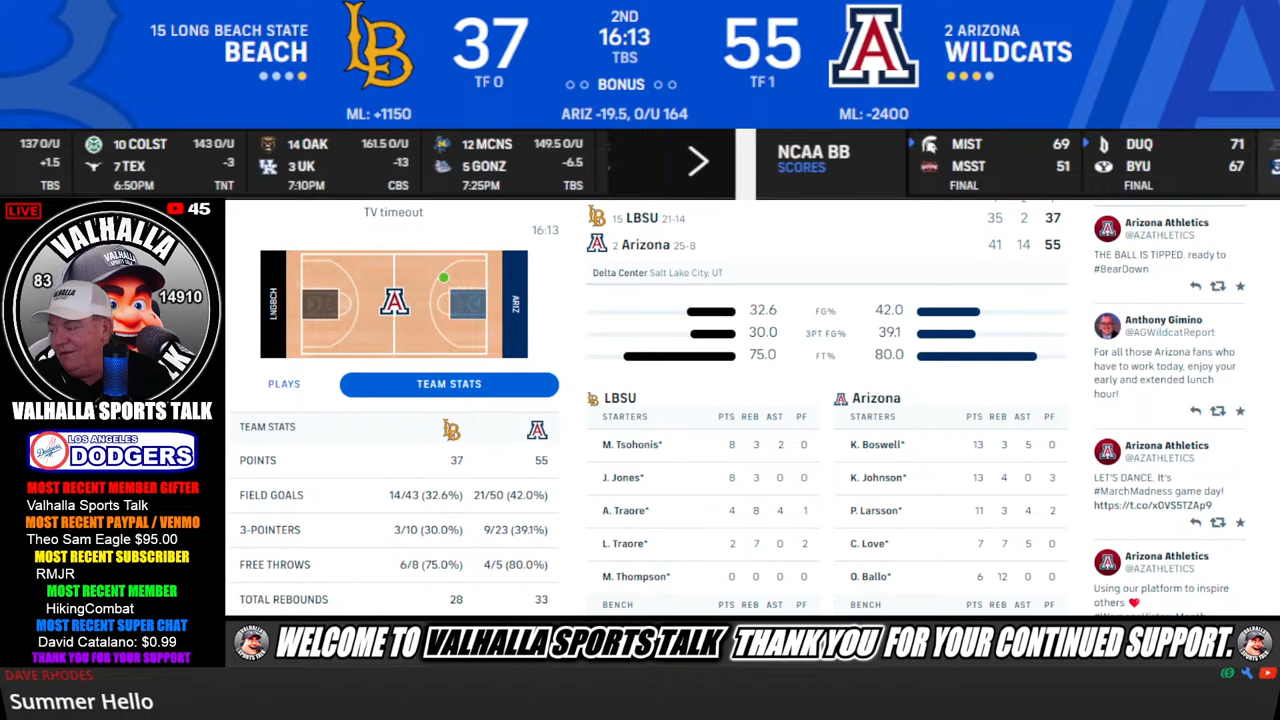 15 LONG BEACH STATE
BEACH
LB
37
TF 0
ML: +1150
2ND
16:13
TBS
BONUS
ARIZ -19.5, O/U 164
55
TF 1
ML: -2400
A
2 ARIZONA
WILDCATS
137 O/U
+1.5
TBS
10 COLST 143 O/U
7 TEX -3
6:50PM TNT
14 OAK 161.5 O/U
3 UK -13
7:10PM CBS
12 MCNS 149.5 O/U
5 GONZ -6.5
7:25PM TBS
NCAA BB
SCORES
MIST 69
MSST 51
FINAL
DUQ 71
BYU 67
FINAL
LIVE
45
VALHALLA
83
14910
VALHALLA SPORTS TALK
LOS ANGELES
DODGERS
MOST RECENT MEMBER GIFTER
Valhalla Sports Talk
MOST RECENT PAYPAL / VENMO
Theo Sam Eagle $95.00
MOST RECENT SUBSCRIBER
RMJR
MOST RECENT MEMBER
HikingCombat
MOST RECENT SUPER CHAT
David Catalano: $0.99
THANK YOU FOR YOUR SUPPORT
TV timeout
16:13
LNGBCH
A
ARIZ
PLAYS
TEAM STATS
TEAM STATS
POINTS 37 55
FIELD GOALS 14/43 (32.6%) 21/50 (42.0%)
3-POINTERS 3/10 (30.0%) 9/23 (39.1%)
FREE THROWS 6/8 (75.0%) 4/5 (80.0%)
TOTAL REBOUNDS 28 33
15 LBSU 21-14 35 2 37
2 Arizona 25-8 41 14 55
Delta Center Salt Lake City, UT
32.6 FG% 42.0
30.0 3PT FG% 39.1
75.0 FT% 80.0
LBSU
STARTERS PTS REB AST PF
M. Tsohonis* 8 3 2 0
J. Jones* 8 3 0 0
A. Traore* 4 8 4 1
L. Traore* 2 7 0 2
M. Thompson* 0 0 0 0
BENCH PTS REB AST PF
Arizona
STARTERS PTS REB AST PF
K. Boswell* 13 3 5 0
K. Johnson* 13 4 0 3
P. Larsson* 11 3 4 2
C. Love* 7 7 5 0
O. Ballo* 6 12 0 0
BENCH PTS REB AST PF
Arizona Athletics
@AZATHLETICS
THE BALL IS TIPPED. ready to
#BearDown
Anthony Gimino
@AGWildcatReport
For all those Arizona fans who
have to work today, enjoy your
early and extended lunch
hour!
Arizona Athletics
@AZATHLETICS
LET'S DANCE. It's
#MarchMadness game day!
https://t.co/xOVS5TZAp9
Arizona Athletics
@AZATHLETICS
Using our platform to inspire
others
WELCOME TO VALHALLA SPORTS TALK THANK YOU FOR YOUR CONTINUED SUPPORT.
DAVE RHODES
Summer Hello